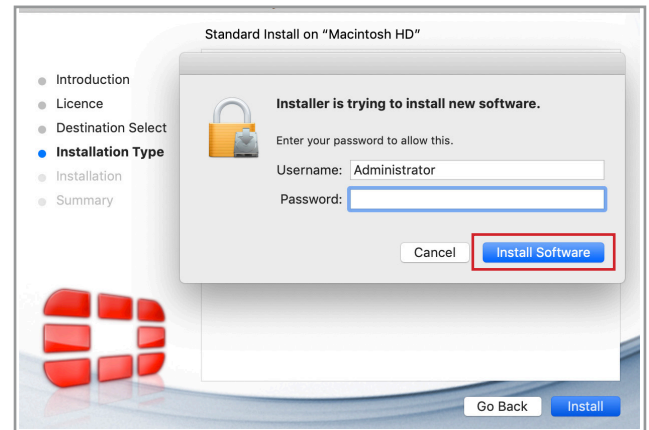 Standard Install on “Macintosh HD”
Introduction
Licence
Destination Select
Installation Type
Installation
Summary
Installer is trying to install new software.
Enter your password to allow this.
Username: Administrator
Password:
Cancel Install Software
Go Back Install